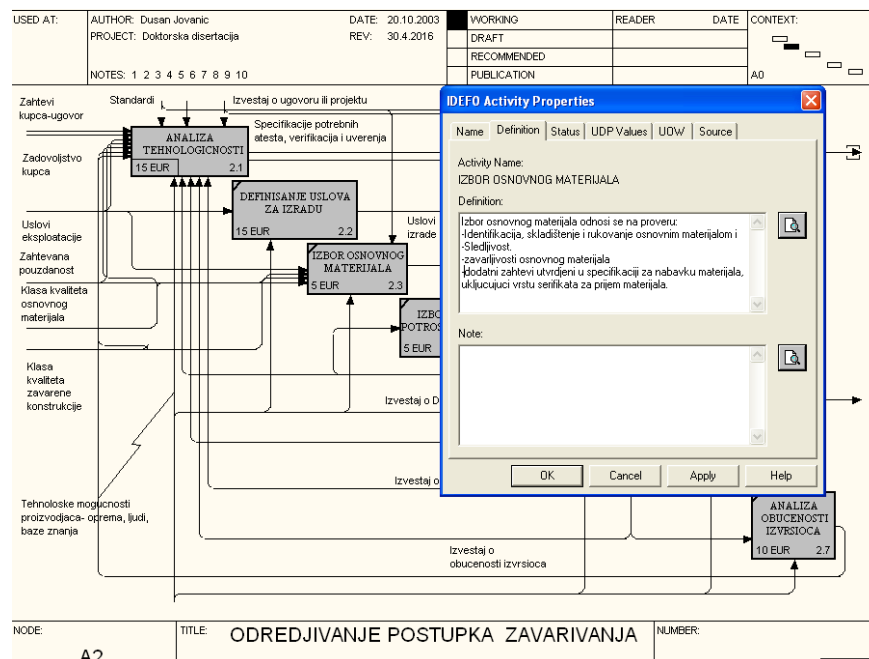 USED AT:
AUTHOR: Dusan Jovanic
DATE: 20.10.2003
WORKING
READER
DATE
CONTEXT:
PROJECT: Doktorska disertacija
REV: 30.4.2016
DRAFT
RECOMMENDED
NOTES: 1 2 3 4 5 6 7 8 9 10
PUBLICATION
A0
Zahtevi
kupca-ugovor
Standardi
Izvestaj o ugovoru ili projektu
Specifikacije potrebnih
atesta, verifikacija i uverenja
ANALIZA
TEHNOLOGICNOSTI
15 EUR 2.1
Zadovoljstvo
kupca
DEFINISANJE USLOVA
ZA IZRADU
15 EUR 2.2
Uslovi
eksploatacije
Uslovi
izrade
Zahtevana
pouzdanost
IZBOR OSNOVNOG
MATERIJALA
5 EUR 2.3
Klasa kvaliteta
osnovnog
materijala
5 EUR
Klasa
kvaliteta
zavarene
konstrukcije
Izvestaj o D
Izvestaj o
Tehnoloske mogucnosti
proizvodjaca- oprema, ljudi,
baze znanja
Izvestaj o
obucenosti izvrsioca
ANALIZA
OBUCENOSTI
IZVRSIOCA
10 EUR 2.7
IDEF0 Activity Properties
Name Definition Status UDP Values UOW Source
Activity Name:
IZBOR OSNOVNOG MATERIJALA
Definition:
Izbor osnovnog materijala odnosi se na proveru:
-Identifikacija, skladištenje i rukovanje osnovnim materijalom i
-Sledljivost.
-zavarljivosti osnovnog materijala
-dodatni zahtevi utvrdjeni u specifikaciji za nabavku materijala,
ukljucujuci vrstu serifikata za prijem materijala.
Note:
OK Cancel Apply Help
NODE:
TITLE:
ODREDJIVANJE POSTUPKA ZAVARIVANJA
NUMBER:
A2